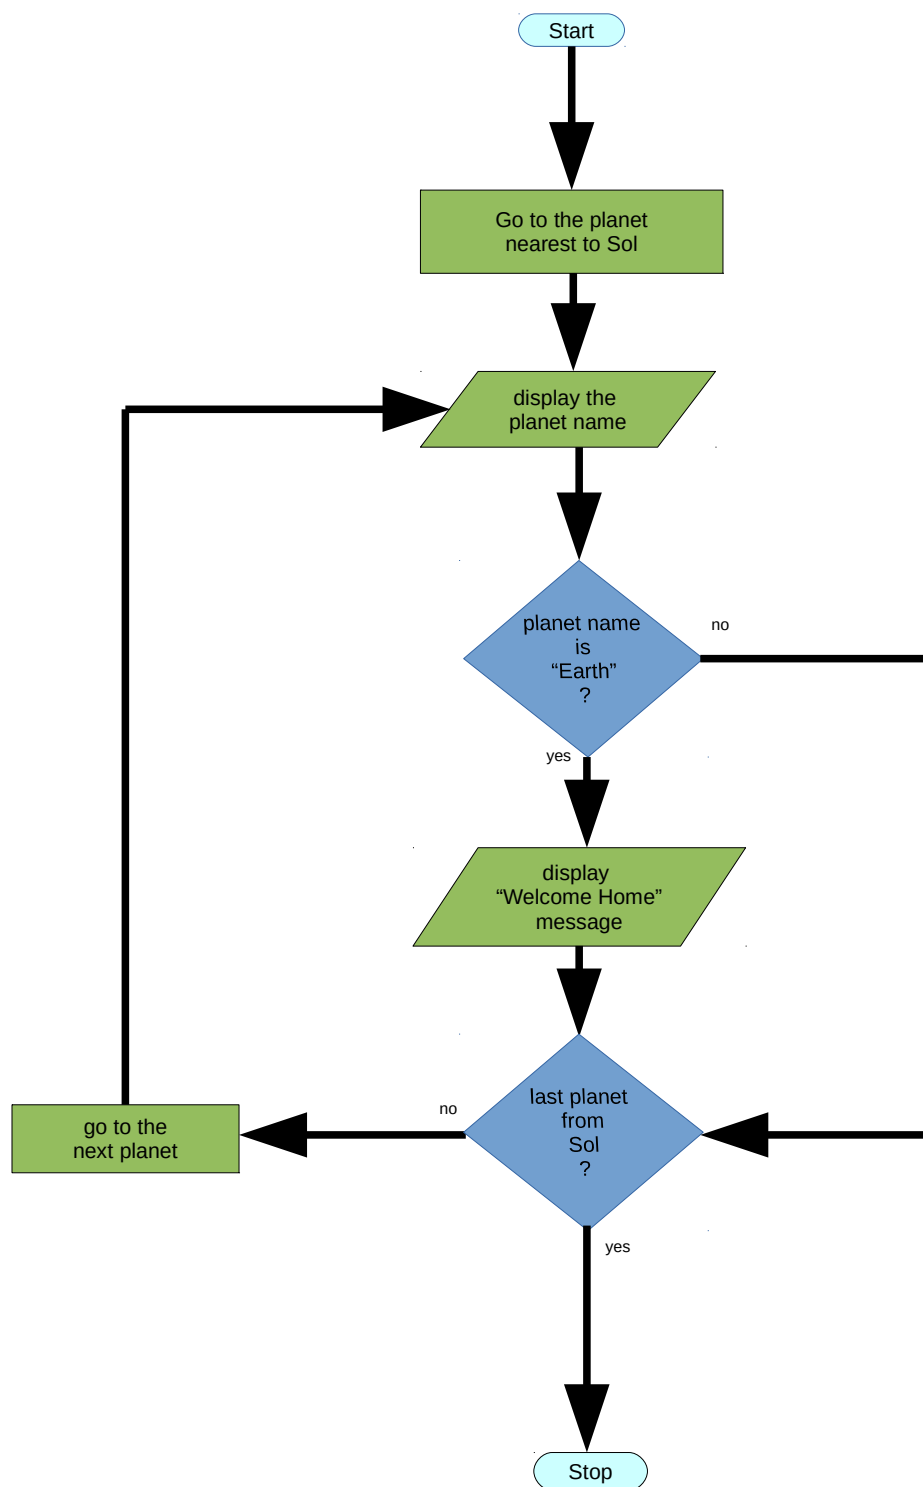 Start
Go to the planet
nearest to Sol
display the
planet name
planet name
is
“Earth”
?
no
yes
display
“Welcome Home”
message
last planet
from
Sol
?
no
go to the
next planet
yes
Stop